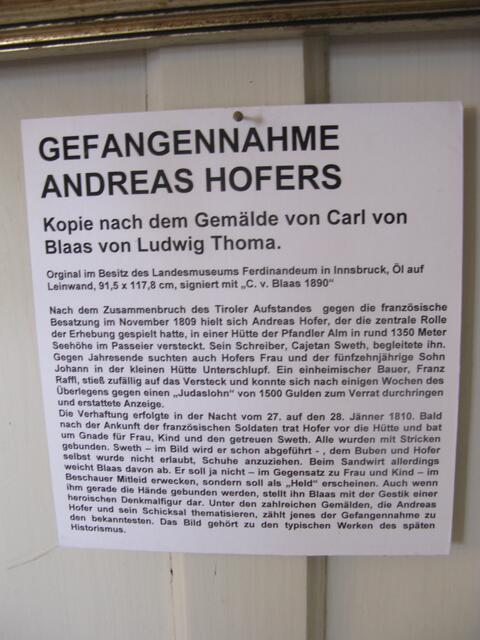 GEFANGENNAHME
ANDREAS HOFERS
Kopie nach dem Gemälde von Carl von
Blaas von Ludwig Thoma.
Orginal im Besitz des Landesmuseums Ferdinandeum in Innsbruck, Öl auf
Leinwand, 91,5 x 117,8 cm, signiert mit „C. v. Blaas 1890“
Nach dem Zusammenbruch des Tiroler Aufstandes gegen die französische
Besatzung im November 1809 hielt sich Andreas Hofer, der die zentrale Rolle
der Erhebung gespielt hatte, in einer Hütte der Pfandler Alm in rund 1350 Meter
Seehöhe im Passeier versteckt. Sein Schreiber, Cajetan Sweth, begleitete ihn.
Gegen Jahresende suchten auch Hofers Frau und der fünfzehnjährige Sohn
Johann in der kleinen Hütte Unterschlupf. Ein einheimischer Bauer, Franz
Raffl, stieß zufällig auf das Versteck und konnte sich nach einigen Wochen des
Überlegens gegen einen „Judaslohn“ von 1500 Gulden zum Verrat durchringen
und erstattete Anzeige.
Die Verhaftung erfolgte in der Nacht vom 27. auf den 28. Jänner 1810. Bald
nach der Ankunft der französischen Soldaten trat Hofer vor die Hütte und bat
um Gnade für Frau, Kind und den getreuen Sweth. Alle wurden mit Stricken
gebunden. Sweth – im Bild wird er schon abgeführt - , dem Buben und Hofer
selbst wurde nicht erlaubt, Schuhe anzuziehen. Beim Sandwirt allerdings
weicht Blaas davon ab. Er soll ja nicht – im Gegensatz zu Frau und Kind – im
Beschauer Mitleid erwecken, sondern soll als „Held“ erscheinen. Auch wenn
ihm gerade die Hände gebunden werden, stellt ihn Blaas mit der Gestik einer
heroischen Denkmalfigur dar. Unter den zahlreichen Gemälden, die Andreas
Hofer und sein Schicksal thematisieren, zählt jenes der Gefangennahme zu
den bekanntesten. Das Bild gehört zu den typischen Werken des späten
Historismus.